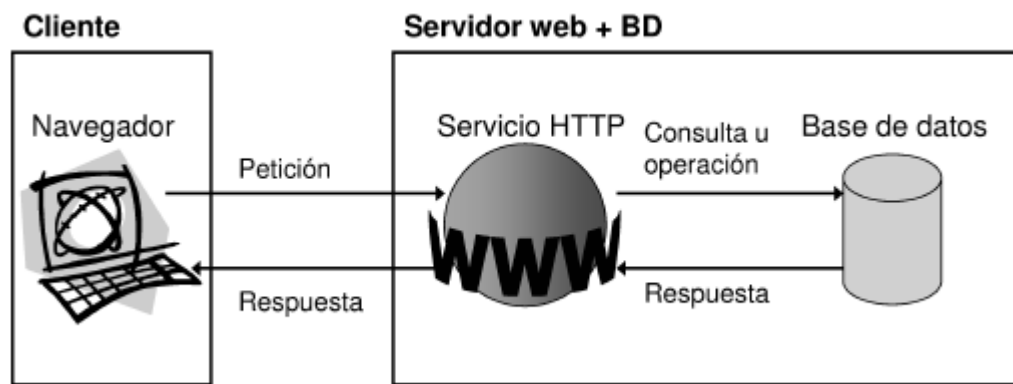 Cliente
Servidor web + BD
Navegador
Servicio HTTP
Consulta u
operación
Base de datos
Petición
WWW
Respuesta
Respuesta